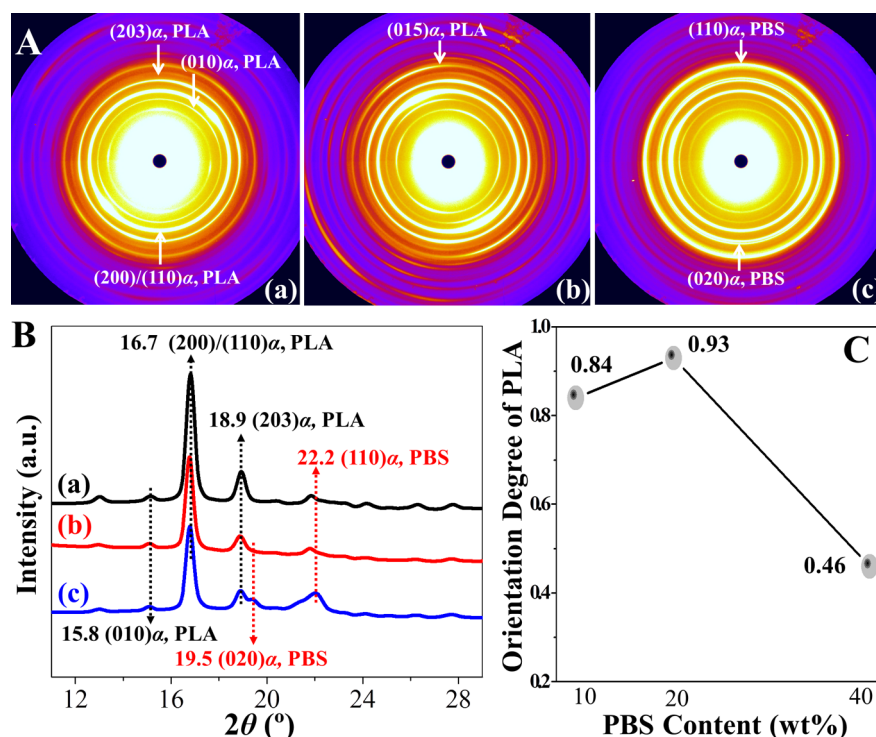 A
(203)α, PLA
(010)α, PLA
(200)/(110)α, PLA
(a)
(015)α, PLA
(b)
(110)α, PBS
(020)α, PBS
(c)
B
16.7 (200)/(110)α, PLA
18.9 (203)α, PLA
22.2 (110)α, PBS
(a)
(b)
(c)
15.8 (010)α, PLA
19.5 (020)α, PBS
Intensity (a.u.)
12 16 20 24 28
2θ (º)
C
Orientation Degree of PLA
1.0
0.8
0.6
0.4
0.2
0.84
0.93
0.46
10 20 40
PBS Content (wt%)